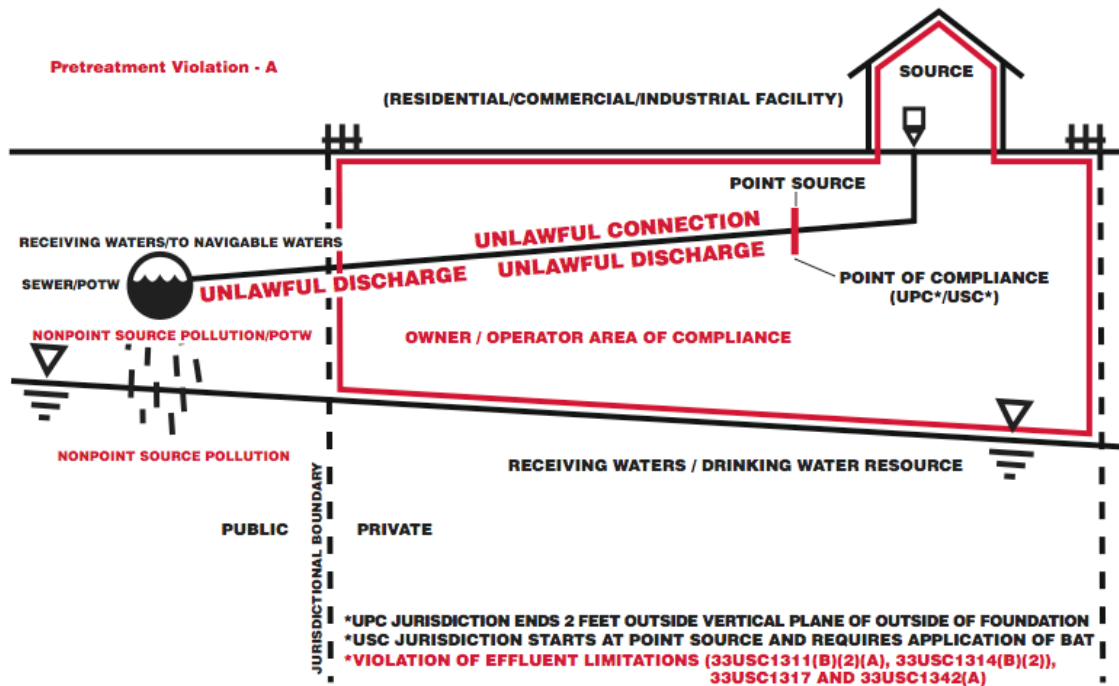 Pretreatment Violation - A
SOURCE
(RESIDENTIAL/COMMERCIAL/INDUSTRIAL FACILITY)
POINT SOURCE
UNLAWFUL CONNECTION
RECEIVING WATERS/TO NAVIGABLE WATERS
UNLAWFUL DISCHARGE
UNLAWFUL DISCHARGE
POINT OF COMPLIANCE
(UPC*/USC*)
SEWER/POTW
NONPOINT SOURCE POLLUTION/POTW
OWNER / OPERATOR AREA OF COMPLIANCE
NONPOINT SOURCE POLLUTION
RECEIVING WATERS / DRINKING WATER RESOURCE
PUBLIC
JURISDICTIONAL BOUNDARY
PRIVATE
*UPC JURISDICTION ENDS 2 FEET OUTSIDE VERTICAL PLANE OF OUTSIDE OF FOUNDATION
*USC JURISDICTION STARTS AT POINT SOURCE AND REQUIRES APPLICATION OF BAT
*VIOLATION OF EFFLUENT LIMITATIONS (33USC1311(B)(2)(A), 33USC1314(B)(2)),
33USC1317 AND 33USC1342(A)